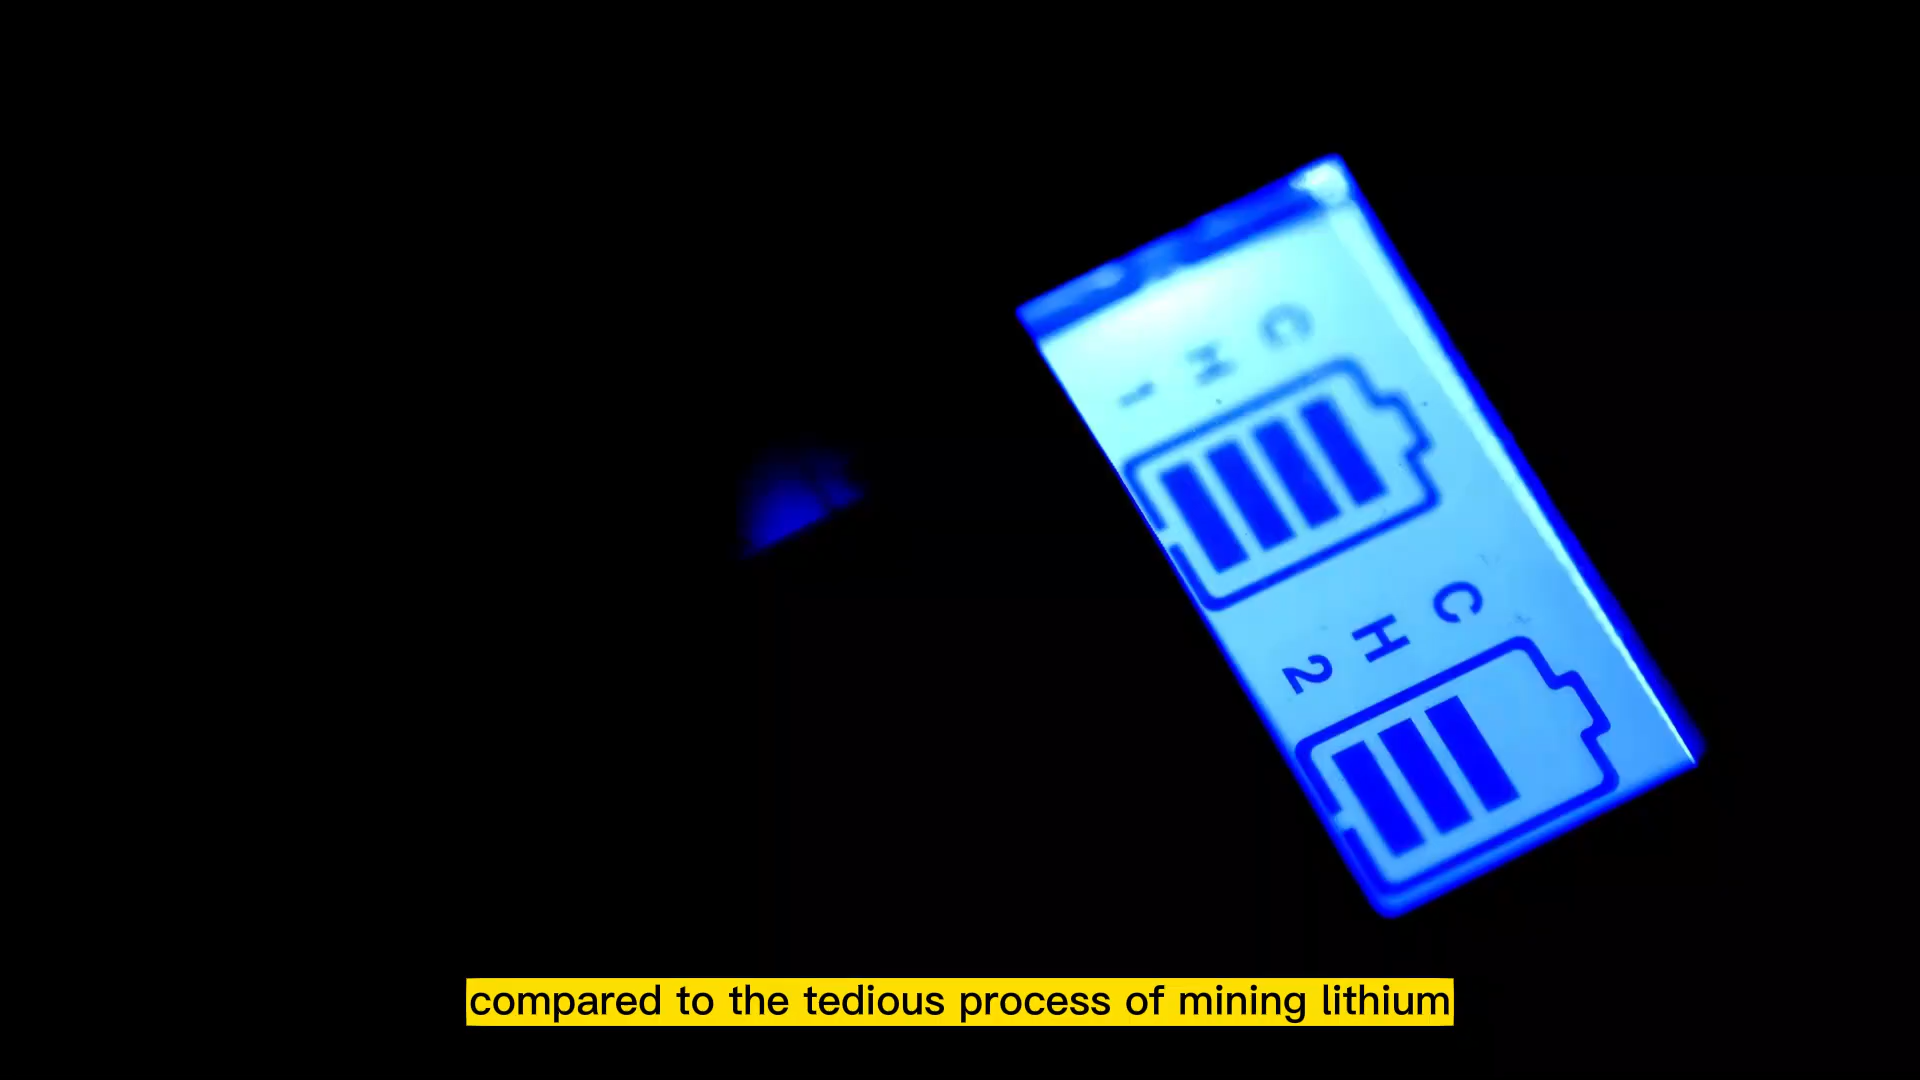 CH1
CH2
compared to the tedious process of mining lithium